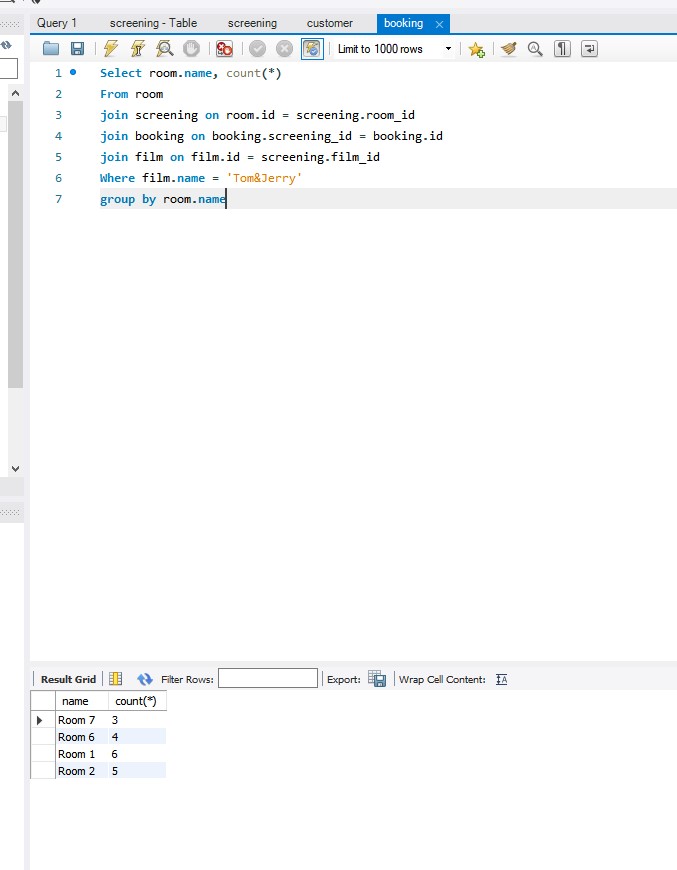 Query 1 screening - Table screening customer booking
Limit to 1000 rows
1 Select room.name, count(*)
2 From room
3 join screening on room.id = screening.room_id
4 join booking on booking.screening_id = booking.id
5 join film on film.id = screening.film_id
6 Where film.name = 'Tom&Jerry'
7 group by room.name
Result Grid Filter Rows: Export: Wrap Cell Content: IA
name count(*)
Room 7 3
Room 6 4
Room 1 6
Room 2 5